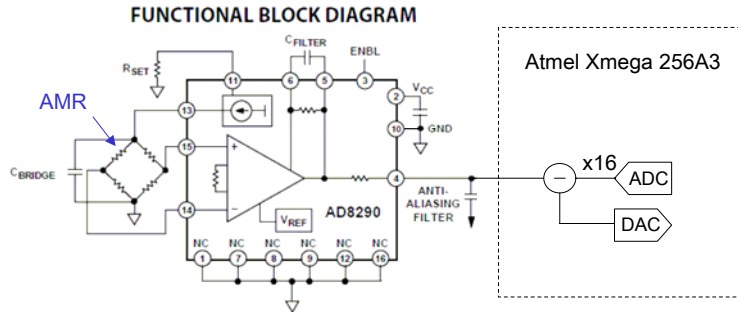 FUNCTIONAL BLOCK DIAGRAM
Atmel Xmega 256A3
CFILTER
ENBL
RSET
11
6
5
3
VCC
2
AMR
13
10
GND
15
+
x16
ADC
CBRIDGE
4
ANTI-
ALIASING
FILTER
−
DAC
14
−
VREF
AD8290
NC NC NC NC NC NC
1 7 8 9 12 16